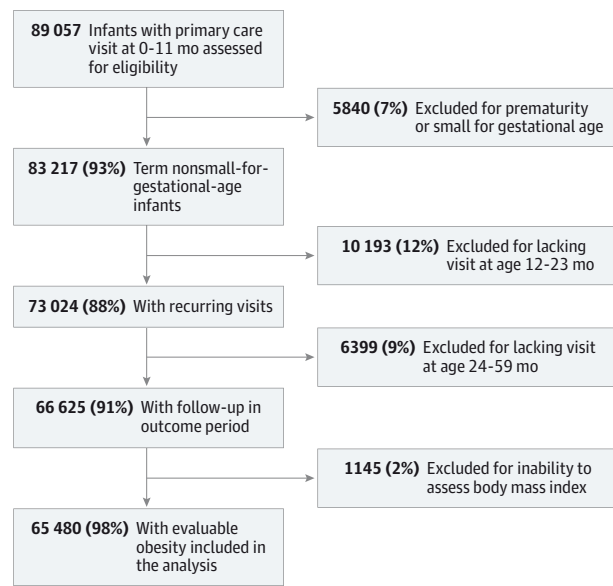 89 057 Infants with primary care
visit at 0-11 mo assessed
for eligibility
5840 (7%) Excluded for prematurity
or small for gestational age
83 217 (93%) Term nonsmall-for-
gestational-age
infants
10 193 (12%) Excluded for lacking
visit at age 12-23 mo
73 024 (88%) With recurring visits
6399 (9%) Excluded for lacking visit
at age 24-59 mo
66 625 (91%) With follow-up in
outcome period
1145 (2%) Excluded for inability to
assess body mass index
65 480 (98%) With evaluable
obesity included in
the analysis